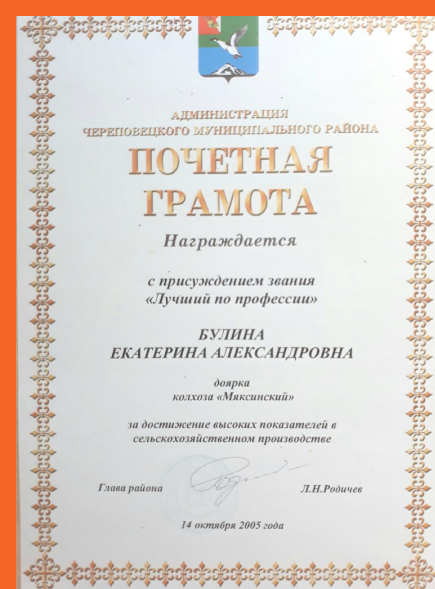 АДМИНИСТРАЦИЯ
ЧЕРЕПОВЕЦКОГО МУНИЦИПАЛЬНОГО РАЙОНА
ПОЧЕТНАЯ
ГРАМОТА
Награждается
с присуждением звания
«Лучший по профессии»
БУЛИНА
ЕКАТЕРИНА АЛЕКСАНДРОВНА
доярка
колхоза «Мяксинский»
за достижение высоких показателей в
сельскохозяйственном производстве
Глава района Л.Н.Родичев
14 октября 2005 года